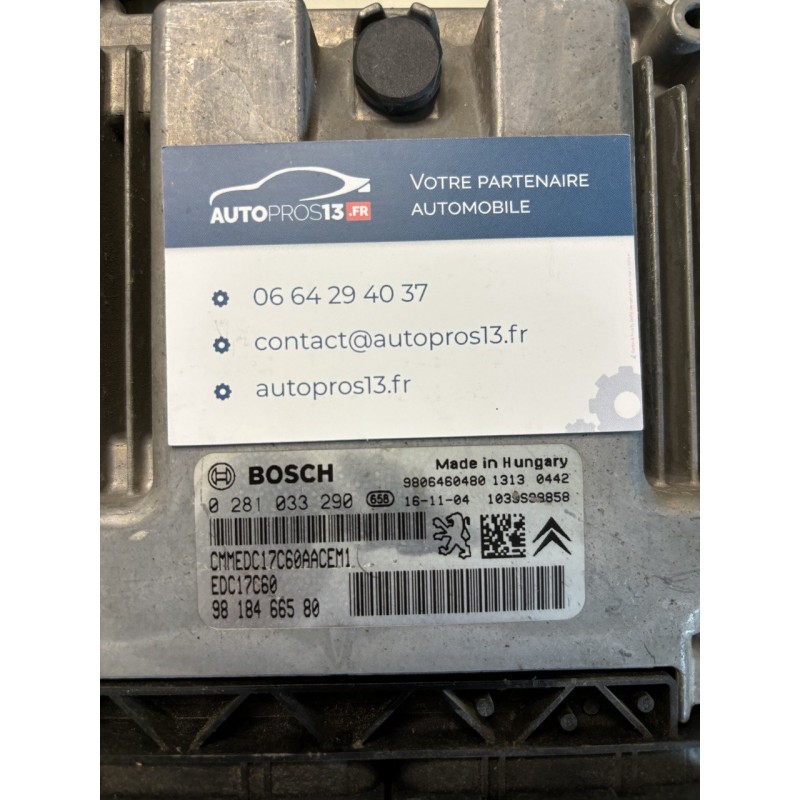 AUTOPROS13.FR
VOTRE PARTENAIRE
AUTOMOBILE
06 64 29 40 37
contact@autopros13.fr
autopros13.fr
BOSCH
Made in Hungary
9806460480 1313 0442
0 281 033 290 658 16-11-04
CMMEDC17C60AACEM1
EDC17C60
98 184 665 80